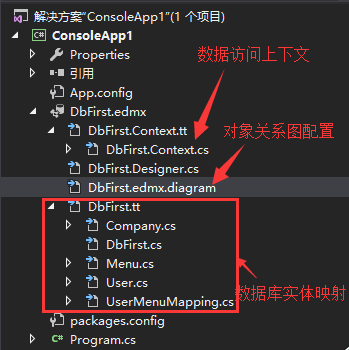 解决方案"ConsoleApp1"(1 个项目)
ConsoleApp1
Properties
数据访问上下文
引用
App.config
DbFirst.edmx
DbFirst.Context.tt
对象关系图配置
DbFirst.Context.cs
DbFirst.Designer.cs
DbFirst.edmx.diagram
DbFirst.tt
Company.cs
DbFirst.cs
Menu.cs
数据库实体映射
User.cs
UserMenuMapping.cs
packages.config
Program.cs